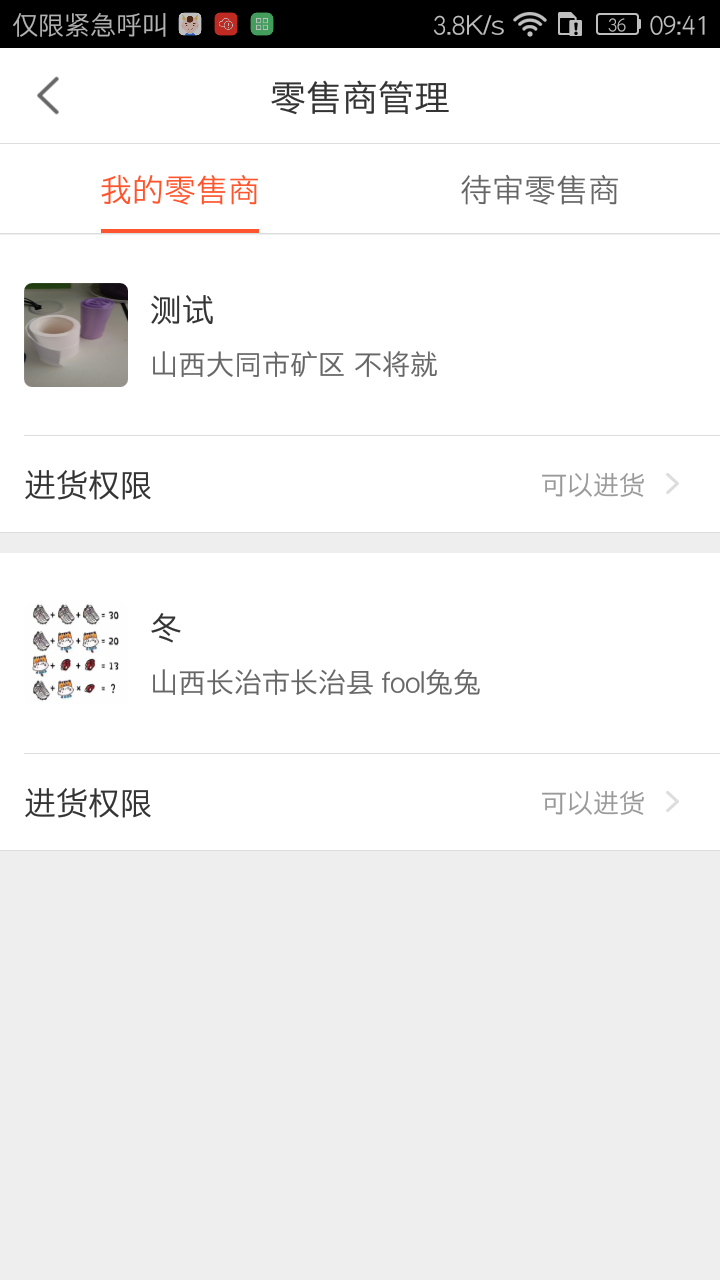 仅限紧急呼叫 3.8K/s 36 09:41
零售商管理
我的零售商 待审零售商
测试
山西大同市矿区 不将就
进货权限 可以进货
+ + = 30
+ + = 20
+ + = 13
+ × = ?
冬
山西长治市长治县 fool兔兔
进货权限 可以进货